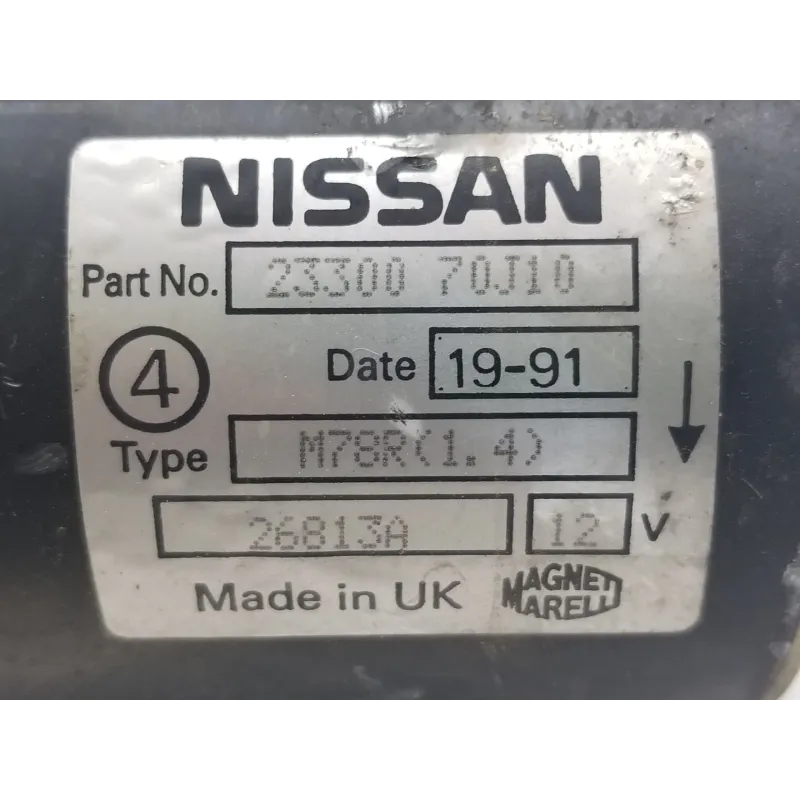 NISSAN
Part No. 23300 70J10
4 Date 19-91
Type M78R(1.4)
26813A 12 V
Made in UK MAGNETI MARELLI